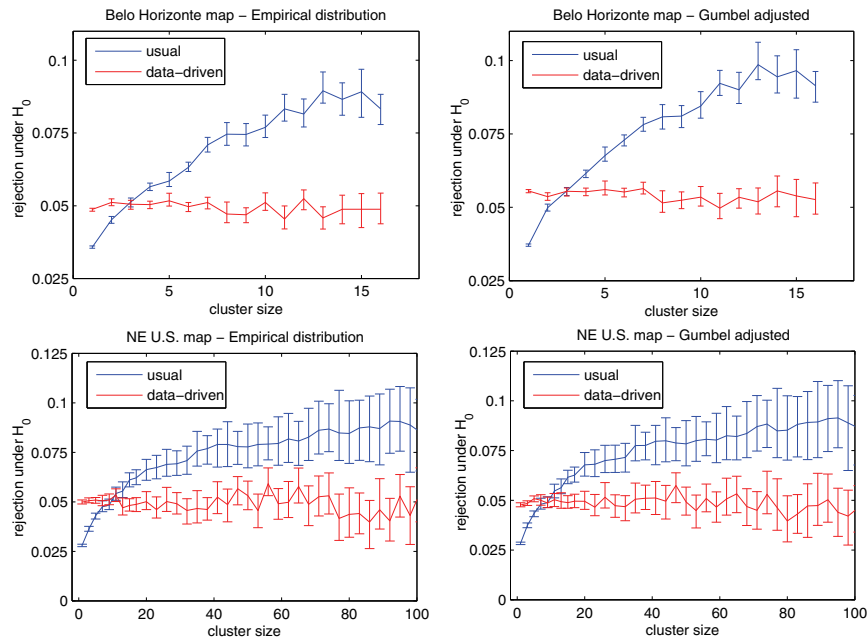 Belo Horizonte map – Empirical distribution
0.1
0.075
0.05
0.025
rejection under H0
usual
data–driven
0
5
10
15
cluster size
Belo Horizonte map – Gumbel adjusted
0.1
0.075
0.05
0.025
rejection under H0
usual
data–driven
0
5
10
15
cluster size
NE U.S. map – Empirical distribution
0.125
0.1
0.075
0.05
0.025
0
rejection under H0
usual
data–driven
0
20
40
60
80
100
cluster size
NE U.S. map – Gumbel adjusted
0.125
0.1
0.075
0.05
0.025
0
rejection under H0
usual
data–driven
0
20
40
60
80
100
cluster size